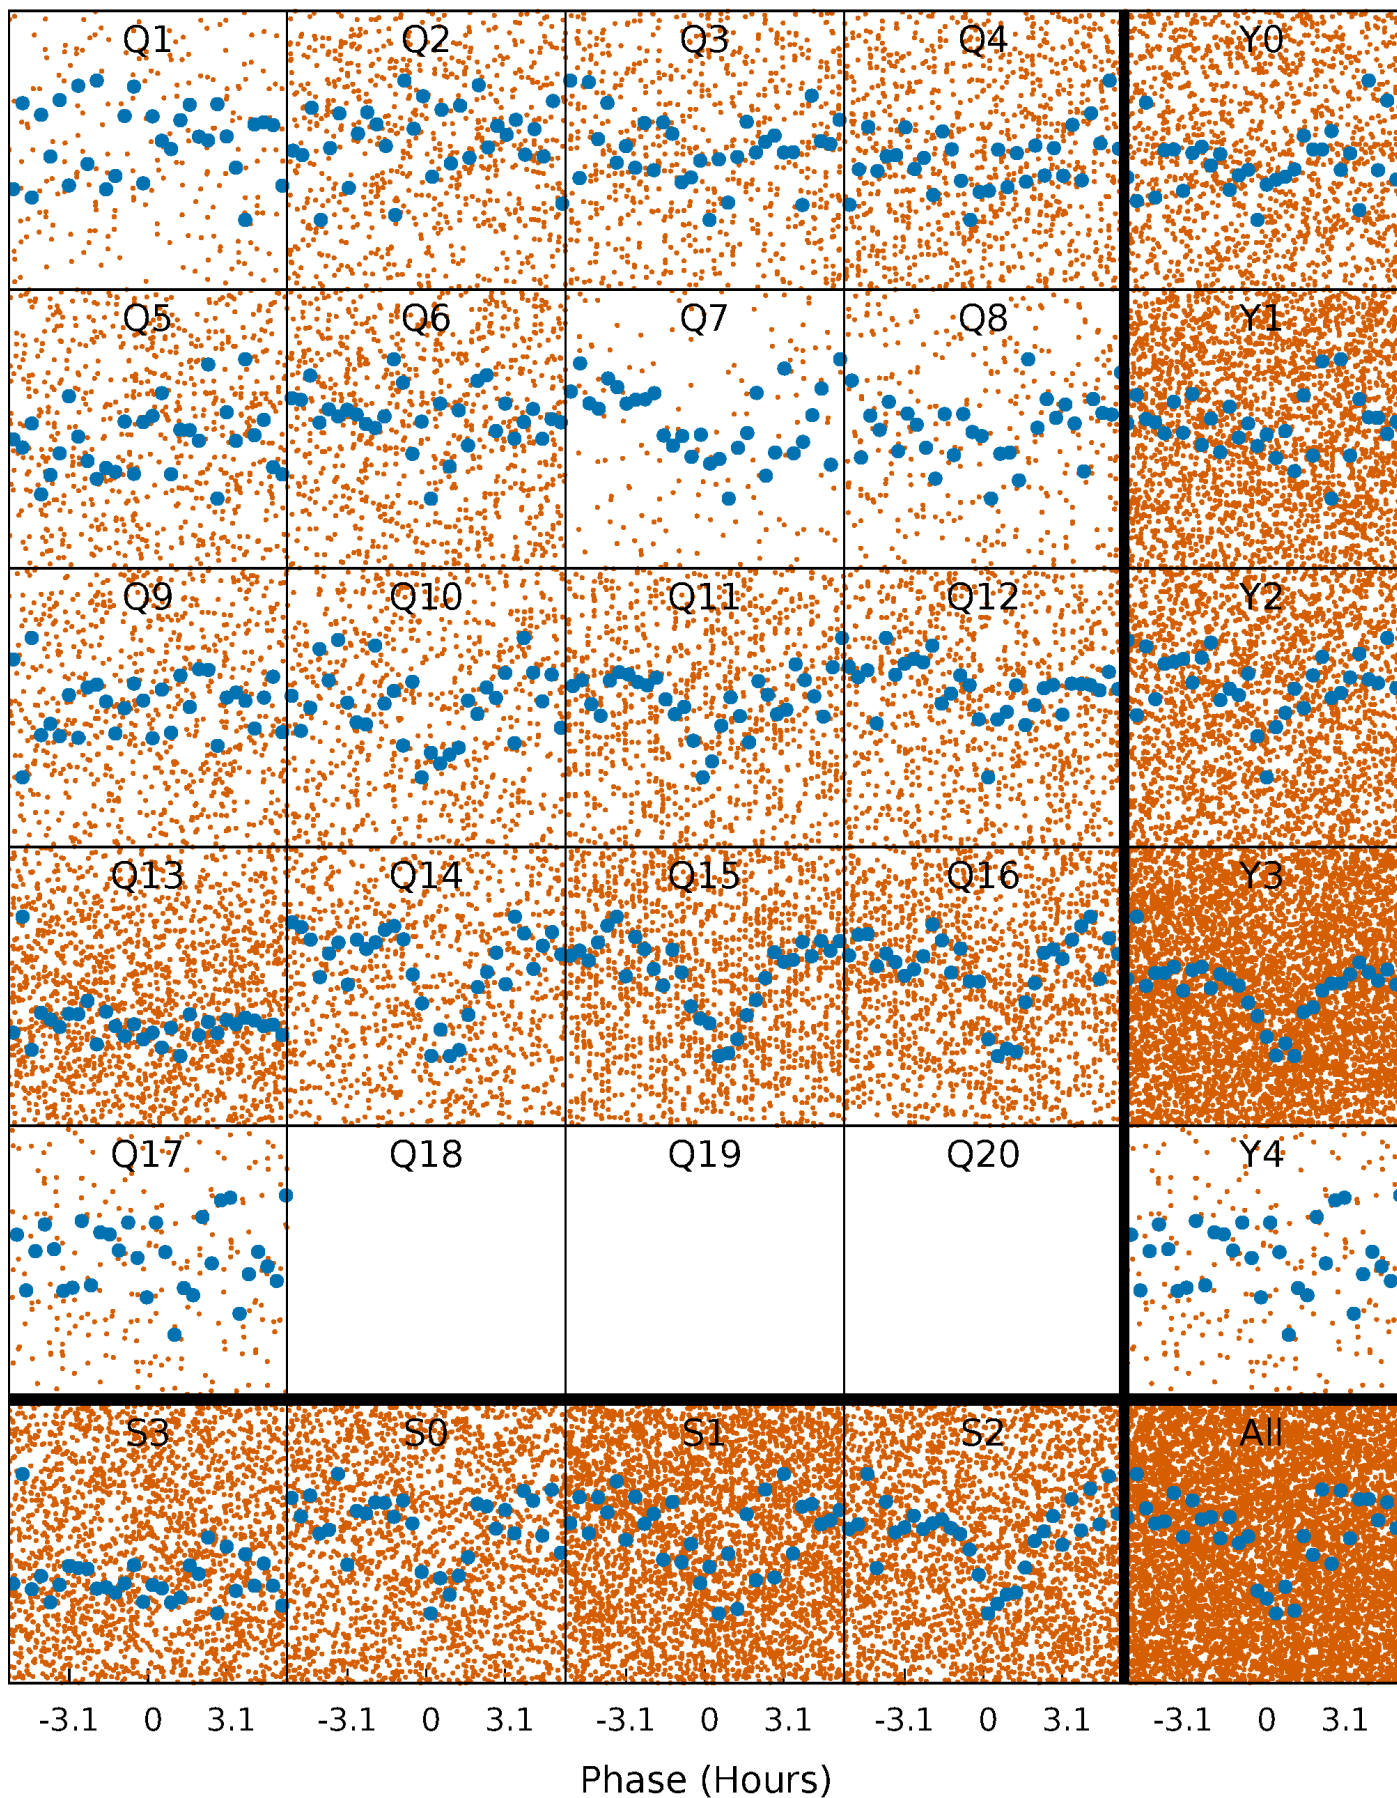 Q1 Q2 Q3 Q4 Y0
Q5 Q6 Q7 Q8 Y1
Q9 Q10 Q11 Q12 Y2
Q13 Q14 Q15 Q16 Y3
Q17 Q18 Q19 Q20 Y4
S3 S0 S1 S2 All
-3.1 0 3.1 -3.1 0 3.1 -3.1 0 3.1 -3.1 0 3.1 -3.1 0 3.1
Phase (Hours)